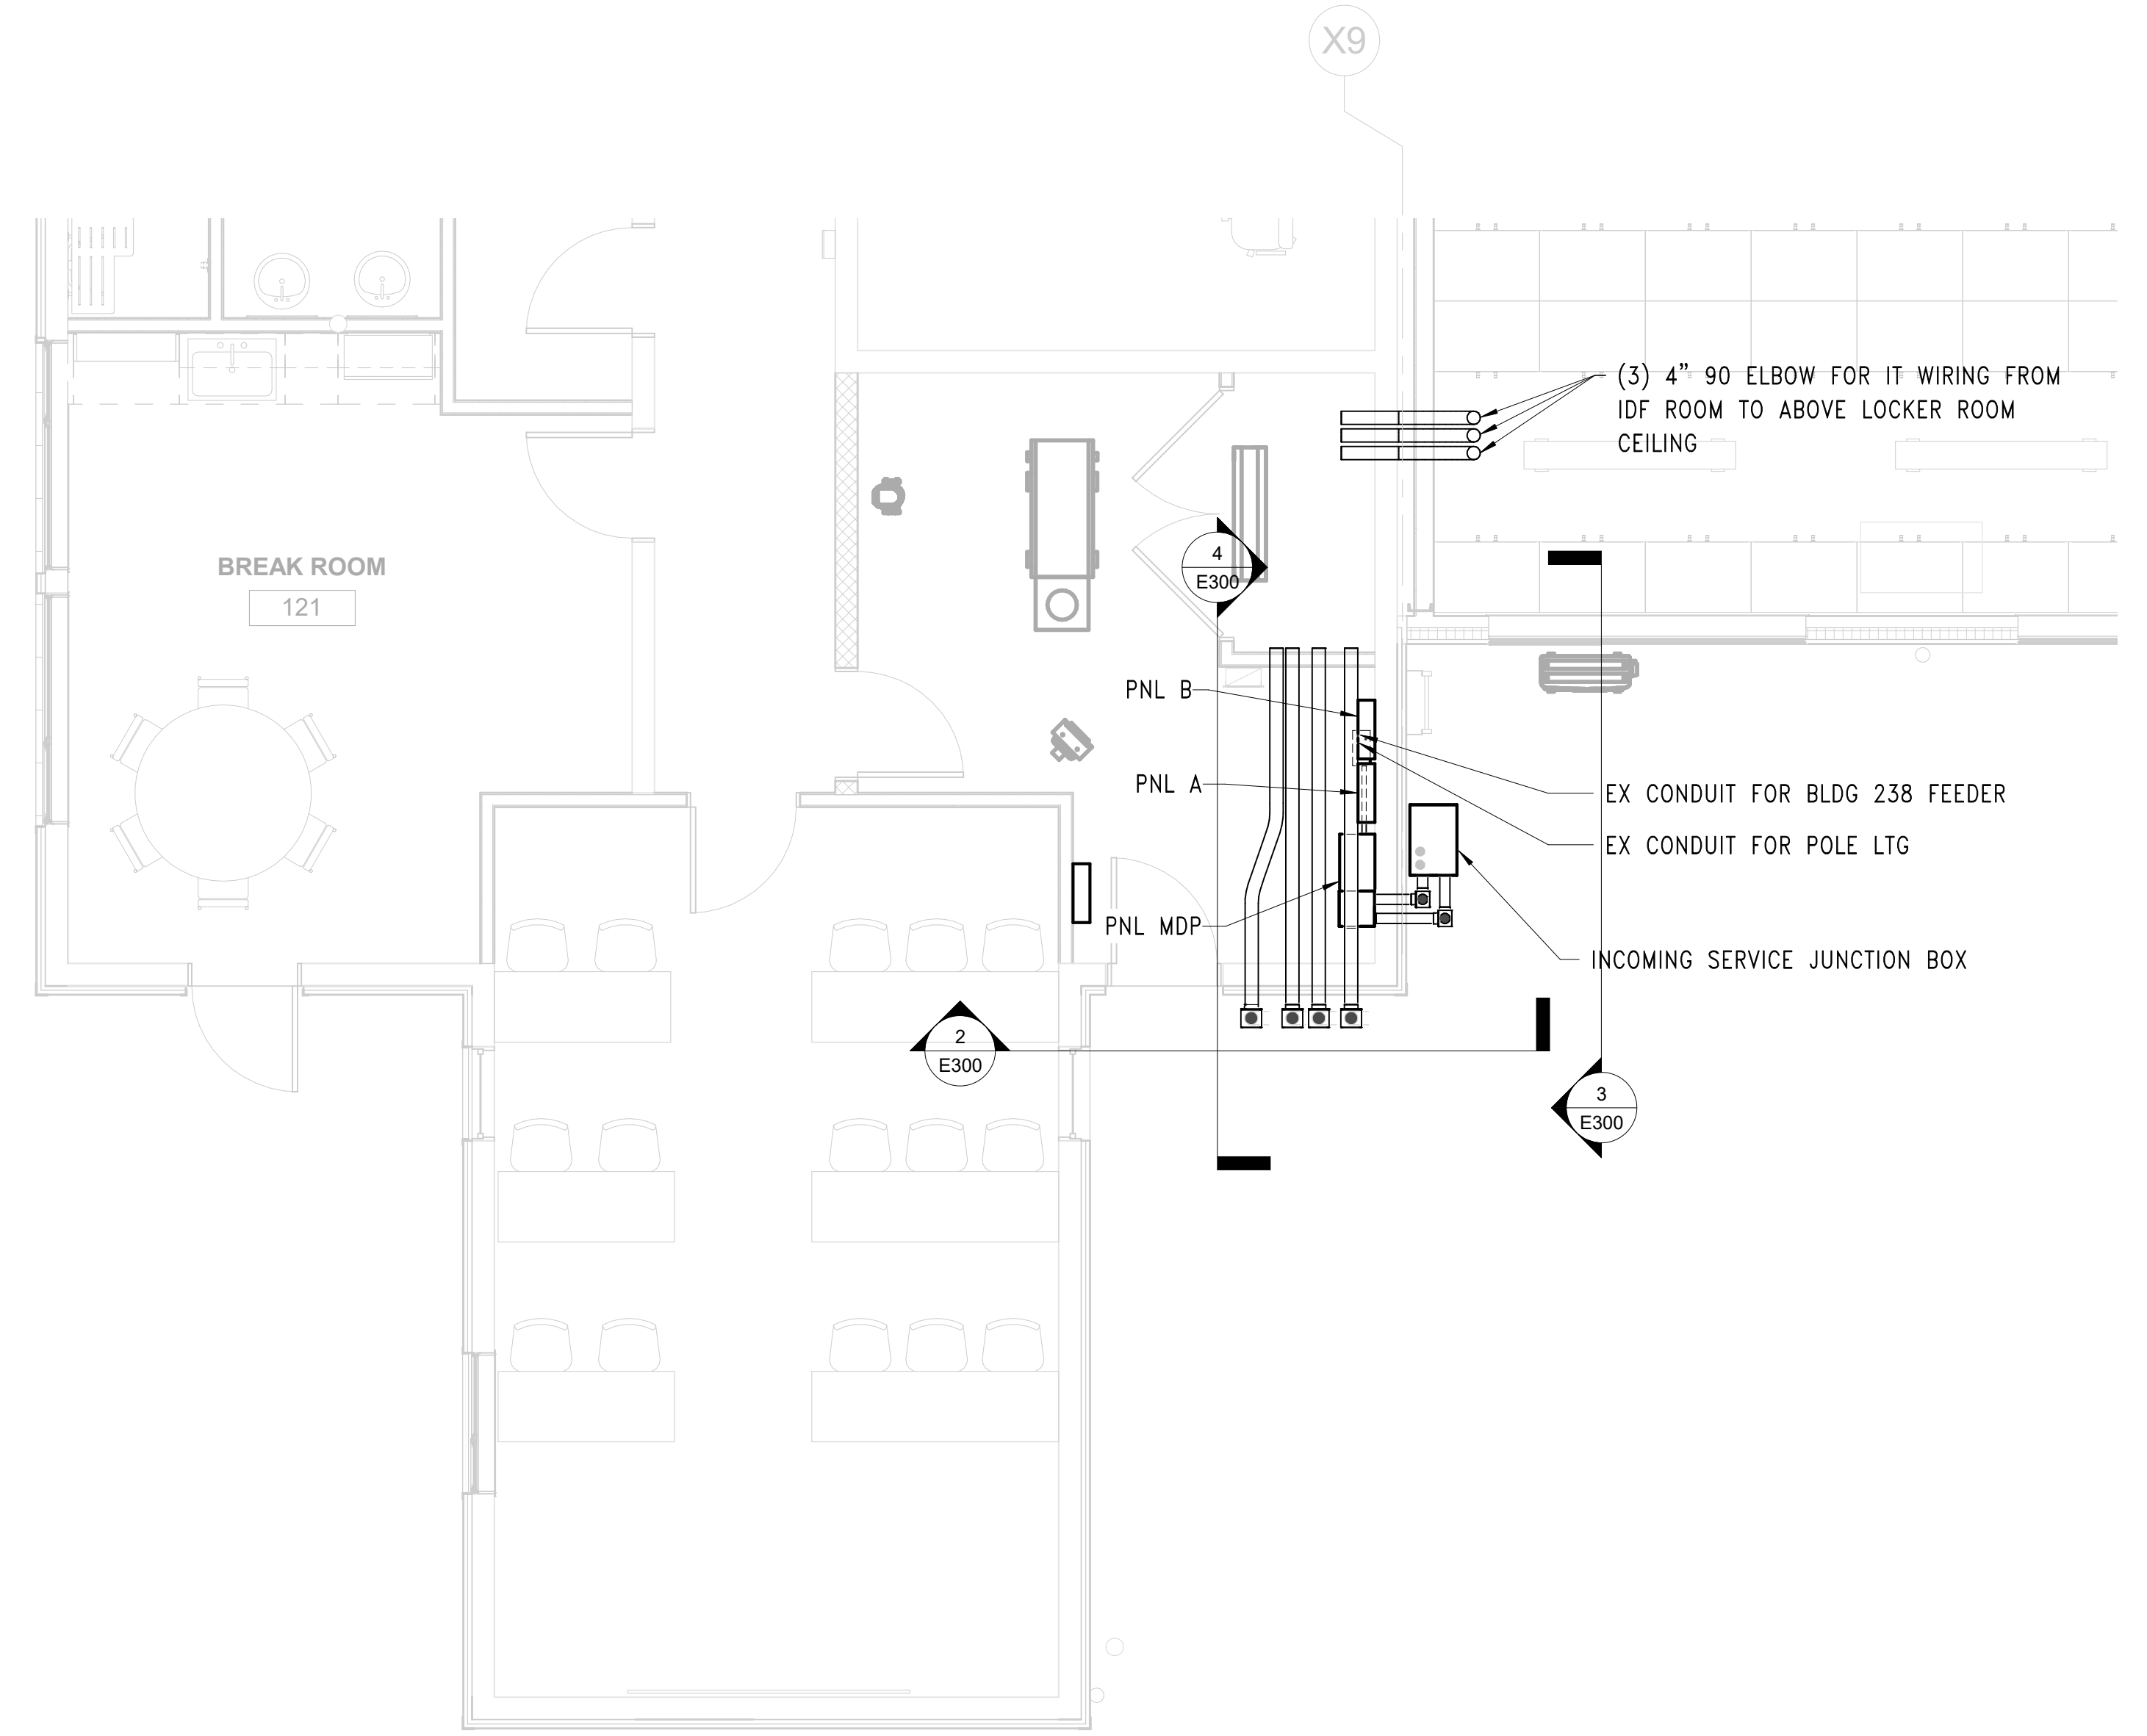 X9
(3) 4" 90 ELBOW FOR IT WIRING FROM
IDF ROOM TO ABOVE LOCKER ROOM
CEILING
BREAK ROOM
121
4
E300
PNL B
PNL A
EX CONDUIT FOR BLDG 238 FEEDER
EX CONDUIT FOR POLE LTG
PNL MDP
INCOMING SERVICE JUNCTION BOX
2
E300
3
E300